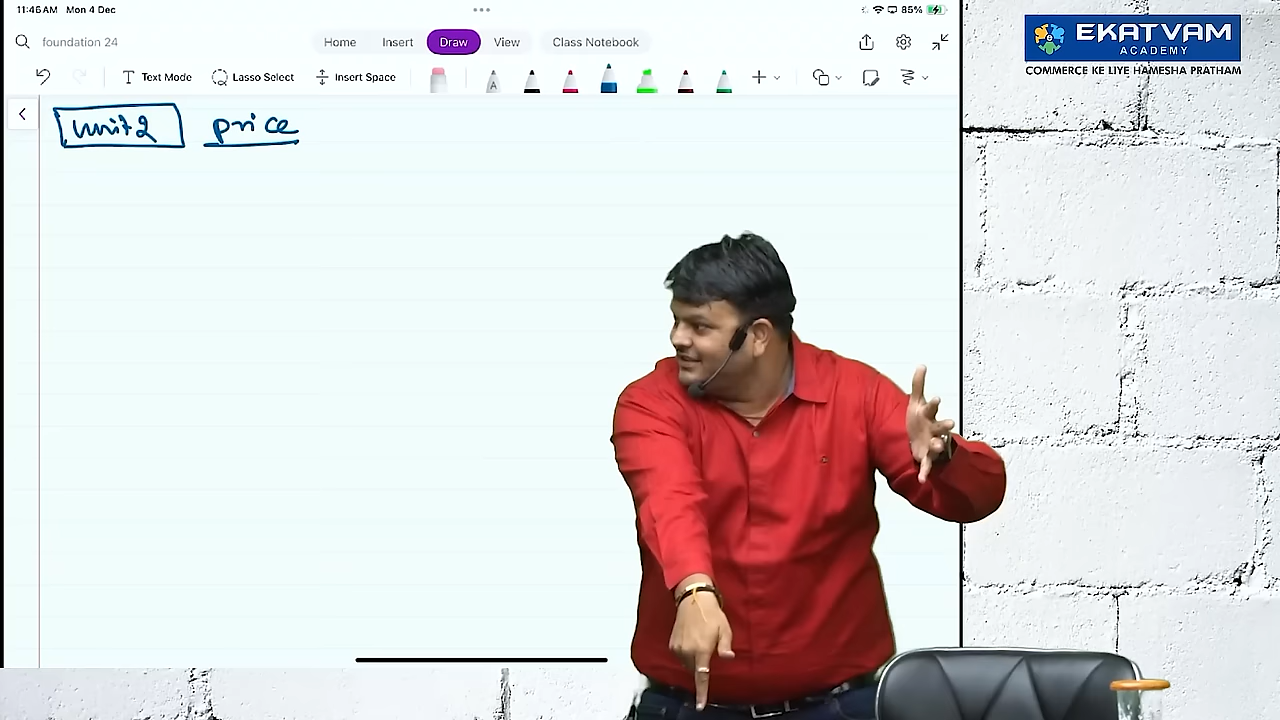 11:46 AM Mon 4 Dec
85%
foundation 24
Home Insert Draw View Class Notebook
Text Mode Lasso Select Insert Space
unit 2 price
EKATVAM
ACADEMY
COMMERCE KE LIYE HAMESHA PRATHAM